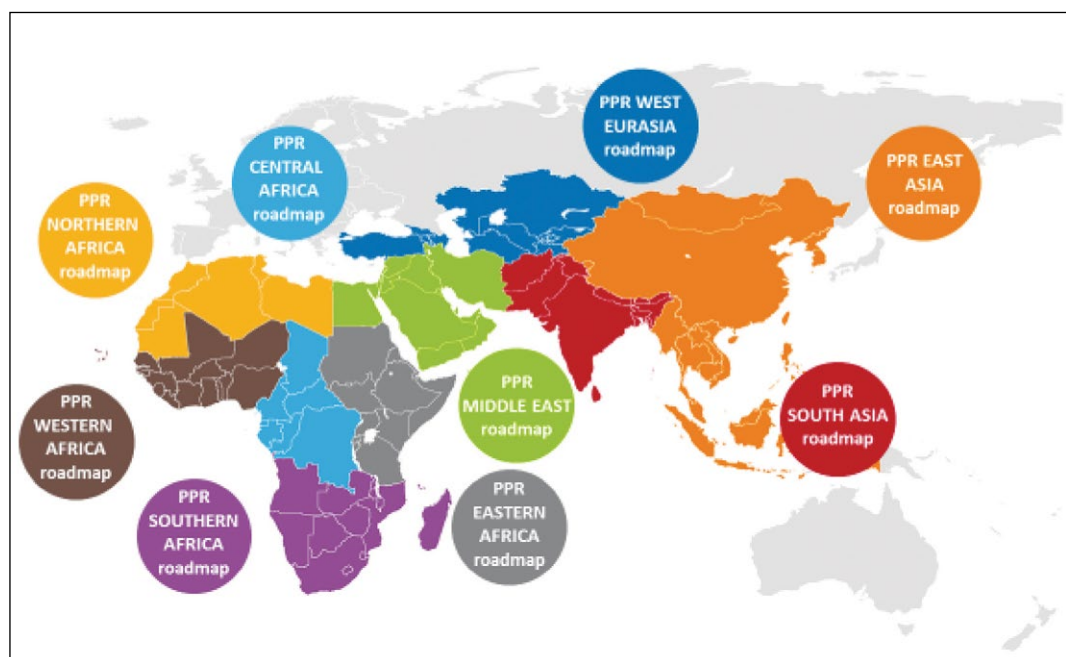 PPR WEST
EURASIA
roadmap
PPR
CENTRAL
AFRICA
roadmap
PPR EAST
ASIA
roadmap
PPR
NORTHERN
AFRICA
roadmap
PPR
MIDDLE EAST
roadmap
PPR
SOUTH ASIA
roadmap
PPR
WESTERN
AFRICA
roadmap
PPR
SOUTHERN
AFRICA
roadmap
PPR
EASTERN
AFRICA
roadmap